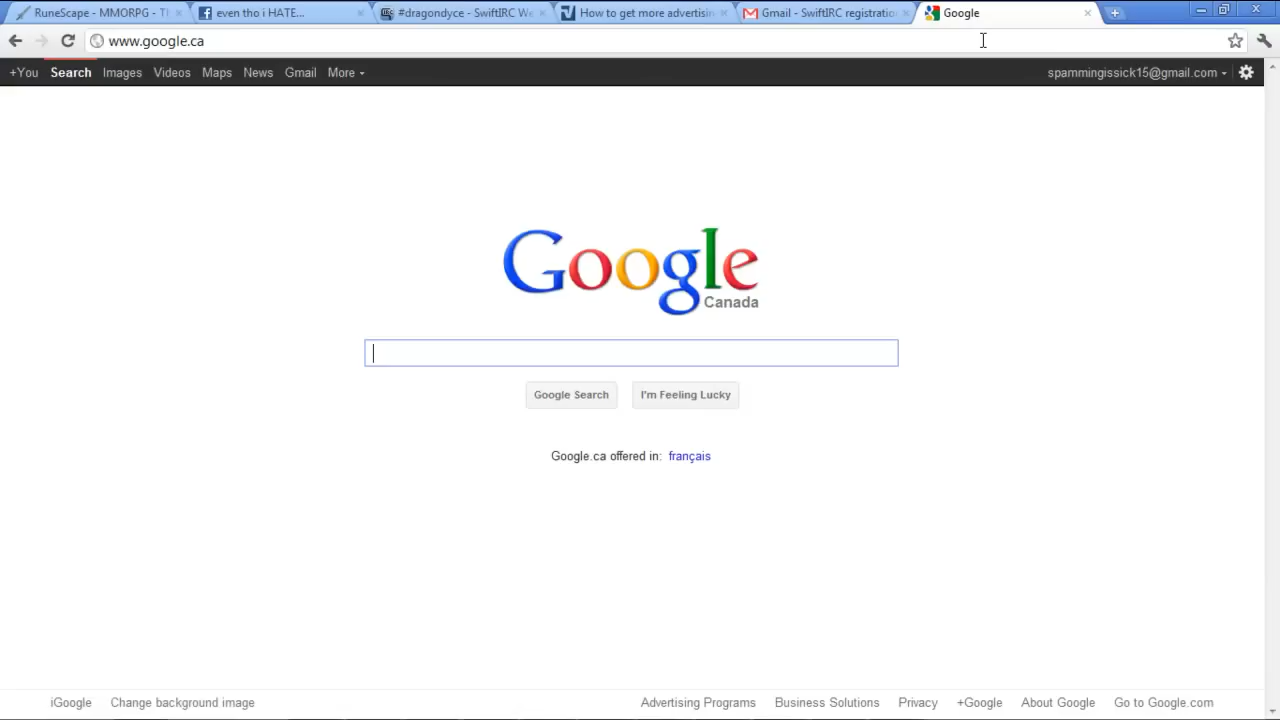 RuneScape - MMORPG - Th
even tho i HATE...
#dragondyce - SwiftIRC We
How to get more advertisin
Gmail - SwiftIRC registratio
Google
www.google.ca
+You Search Images Videos Maps News Gmail More
spammingissick15@gmail.com
Google
Canada
Google Search I'm Feeling Lucky
Google.ca offered in: français
iGoogle Change background image Advertising Programs Business Solutions Privacy +Google About Google Go to Google.com